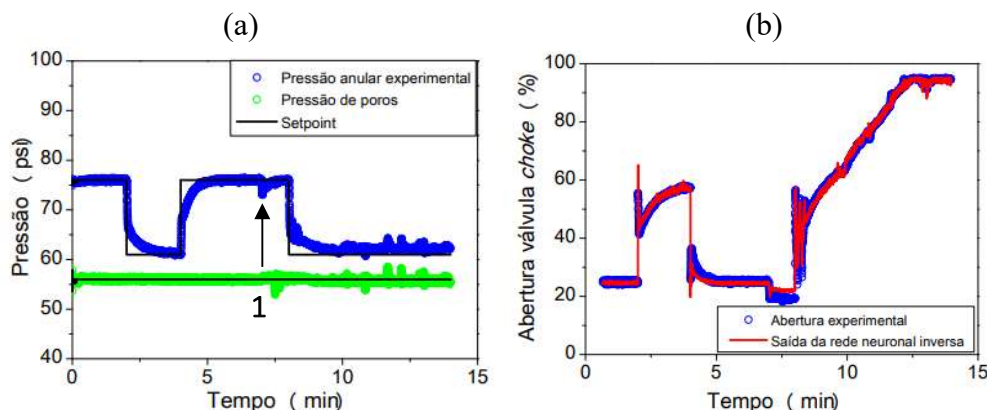 (a)
100
90
80
70
60
50
40
Pressão ( psi)
Pressão anular experimental
Pressão de poros
Setpoint
1
0
5
10
15
Tempo ( min)
(b)
100
80
60
40
20
0
Abertura válvula choke ( %)
Abertura experimental
Saída da rede neuronal inversa
0
5
10
15
Tempo ( min)